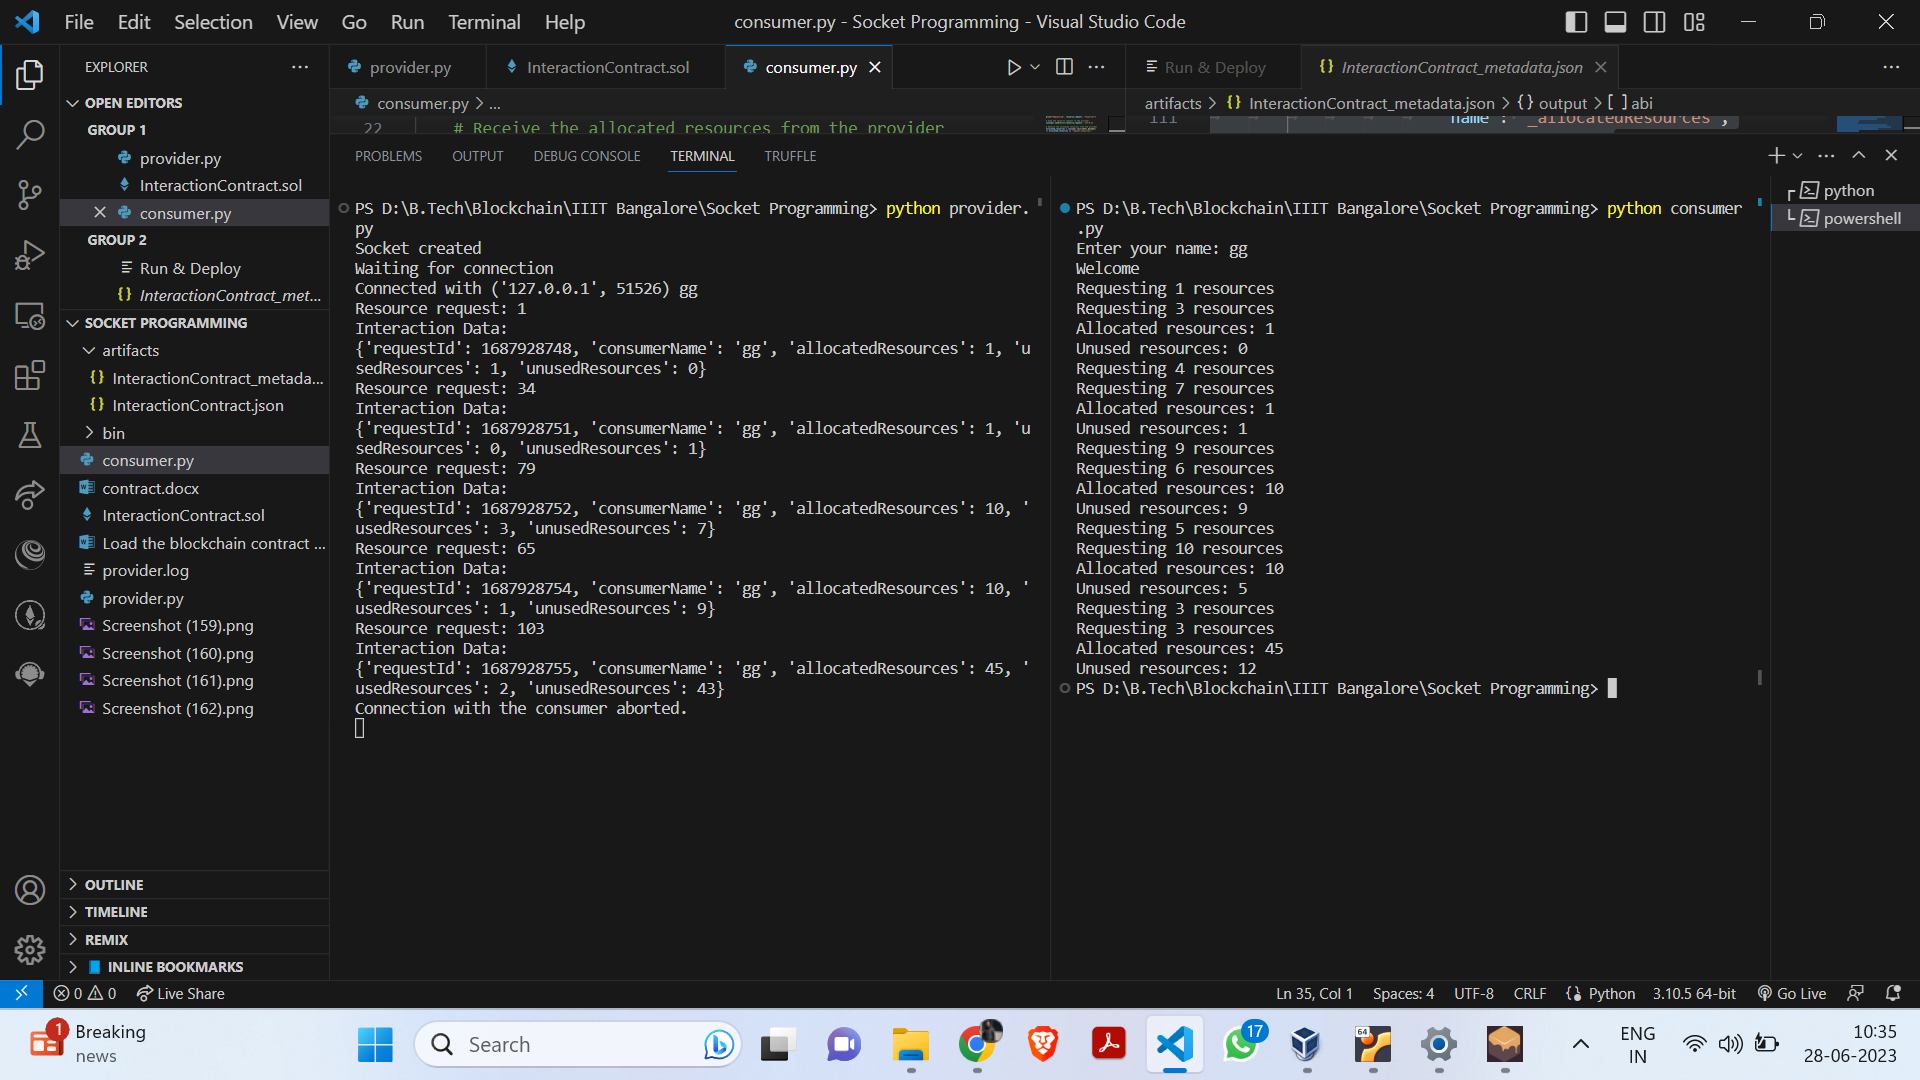 File Edit Selection View Go Run Terminal Help
consumer.py - Socket Programming - Visual Studio Code
EXPLORER
OPEN EDITORS
GROUP 1
provider.py
InteractionContract.sol
consumer.py
GROUP 2
Run & Deploy
InteractionContract_met...
SOCKET PROGRAMMING
artifacts
InteractionContract_metada...
InteractionContract.json
bin
consumer.py
contract.docx
InteractionContract.sol
Load the blockchain contract ...
provider.log
provider.py
Screenshot (159).png
Screenshot (160).png
Screenshot (161).png
Screenshot (162).png
OUTLINE
TIMELINE
REMIX
INLINE BOOKMARKS
provider.py InteractionContract.sol consumer.py
consumer.py > ...
22 # Receive the allocated resources from the provider
Run & Deploy InteractionContract_metadata.json
artifacts > {} InteractionContract_metadata.json > {} output > [ ] abi
111 "name": "_allocatedResources",
PROBLEMS OUTPUT DEBUG CONSOLE TERMINAL TRUFFLE
PS D:\B.Tech\Blockchain\IIIT Bangalore\Socket Programming> python provider.
py
Socket created
Waiting for connection
Connected with ('127.0.0.1', 51526) gg
Resource request: 1
Interaction Data:
{'requestId': 1687928748, 'consumerName': 'gg', 'allocatedResources': 1, 'u
sedResources': 1, 'unusedResources': 0}
Resource request: 34
Interaction Data:
{'requestId': 1687928751, 'consumerName': 'gg', 'allocatedResources': 1, 'u
sedResources': 0, 'unusedResources': 1}
Resource request: 79
Interaction Data:
{'requestId': 1687928752, 'consumerName': 'gg', 'allocatedResources': 10, '
usedResources': 3, 'unusedResources': 7}
Resource request: 65
Interaction Data:
{'requestId': 1687928754, 'consumerName': 'gg', 'allocatedResources': 10, '
usedResources': 1, 'unusedResources': 9}
Resource request: 103
Interaction Data:
{'requestId': 1687928755, 'consumerName': 'gg', 'allocatedResources': 45, '
usedResources': 2, 'unusedResources': 43}
Connection with the consumer aborted.
PS D:\B.Tech\Blockchain\IIIT Bangalore\Socket Programming> python consumer
.py
Enter your name: gg
Welcome
Requesting 1 resources
Requesting 3 resources
Allocated resources: 1
Unused resources: 0
Requesting 4 resources
Requesting 7 resources
Allocated resources: 1
Unused resources: 1
Requesting 9 resources
Requesting 6 resources
Allocated resources: 10
Unused resources: 9
Requesting 5 resources
Requesting 10 resources
Allocated resources: 10
Unused resources: 5
Requesting 3 resources
Requesting 3 resources
Allocated resources: 45
Unused resources: 12
PS D:\B.Tech\Blockchain\IIIT Bangalore\Socket Programming>
python
powershell
0 0 Live Share
Ln 35, Col 1 Spaces: 4 UTF-8 CRLF Python 3.10.5 64-bit Go Live
1
Breaking
news
Search
17
64
ENG
IN
10:35
28-06-2023